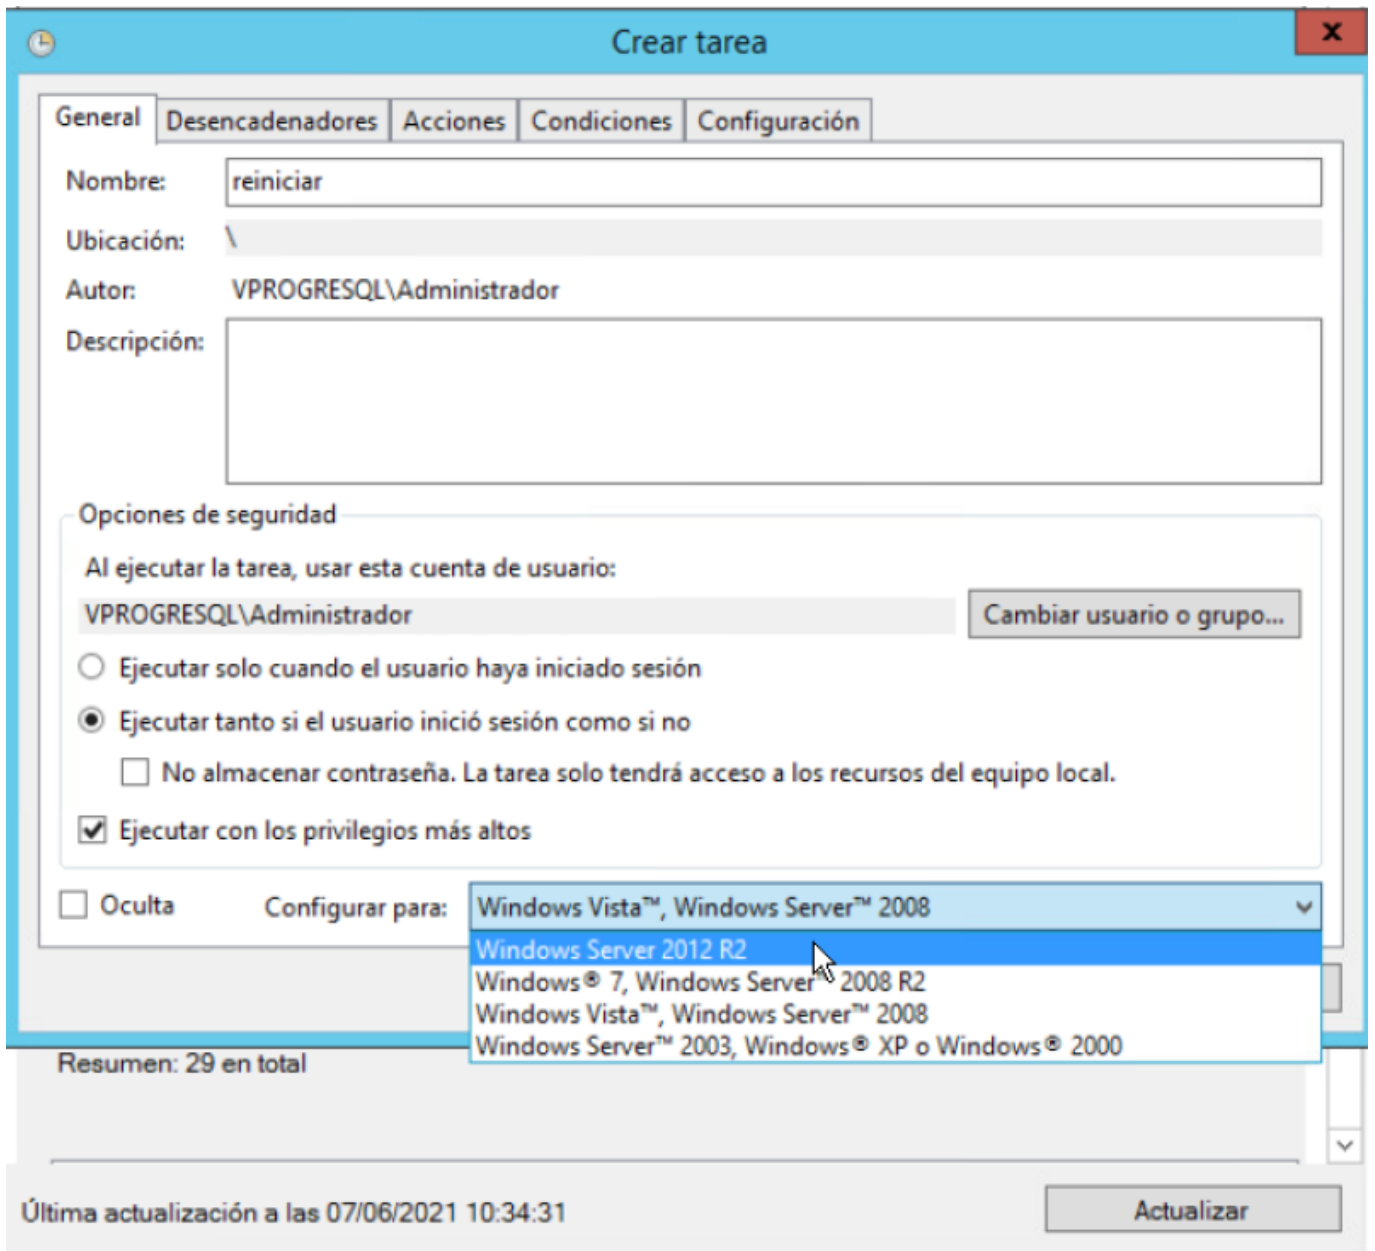 Crear tarea
x
General Desencadenadores Acciones Condiciones Configuración
Nombre: reiniciar
Ubicación: \
Autor: VPROGRESQL\Administrador
Descripción:
Opciones de seguridad
Al ejecutar la tarea, usar esta cuenta de usuario:
VPROGRESQL\Administrador Cambiar usuario o grupo...
Ejecutar solo cuando el usuario haya iniciado sesión
Ejecutar tanto si el usuario inició sesión como si no
No almacenar contraseña. La tarea solo tendrá acceso a los recursos del equipo local.
Ejecutar con los privilegios más altos
Oculta Configurar para: Windows Vista™, Windows Server™ 2008
Windows Server 2012 R2
Windows® 7, Windows Server™ 2008 R2
Windows Vista™, Windows Server™ 2008
Windows Server™ 2003, Windows® XP o Windows® 2000
Resumen: 29 en total
Última actualización a las 07/06/2021 10:34:31 Actualizar